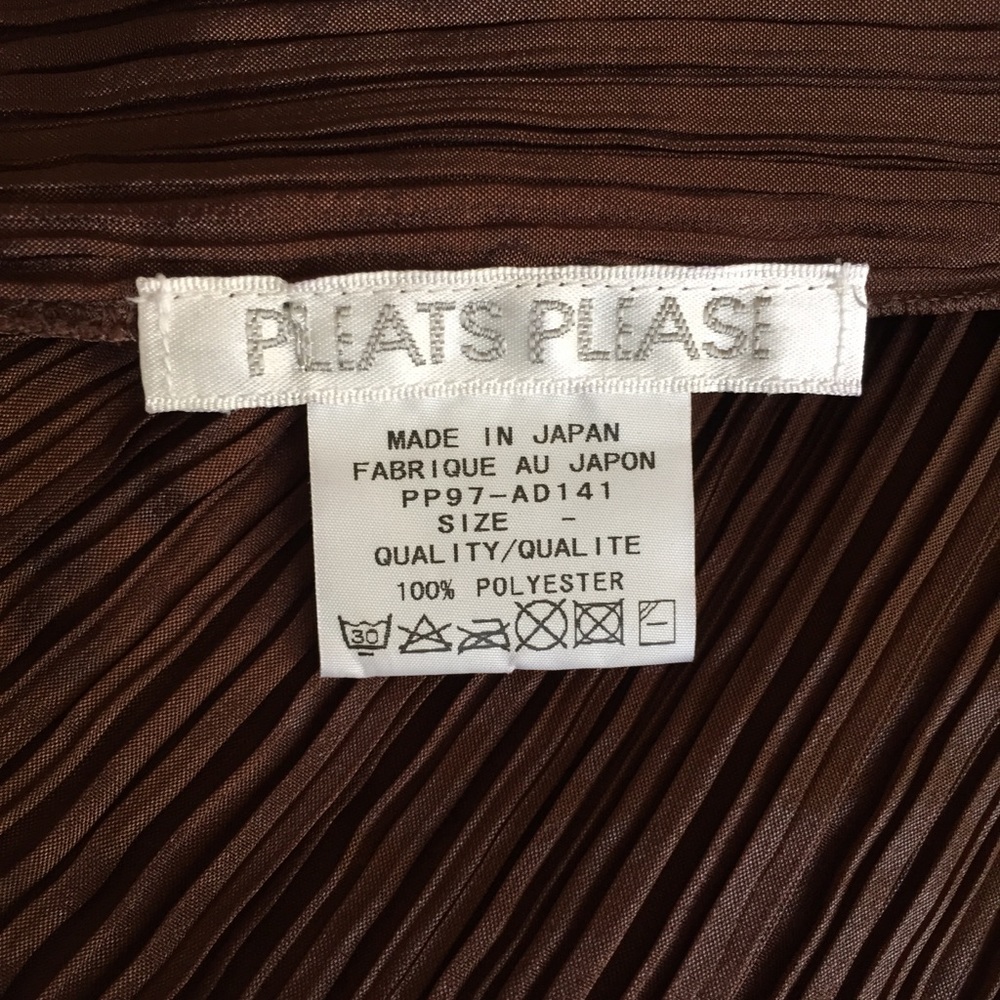 PLEATS PLEASE
MADE IN JAPAN
FABRIQUE AU JAPON
PP97-AD141
SIZE -
QUALITY/QUALITE
100% POLYESTER
30